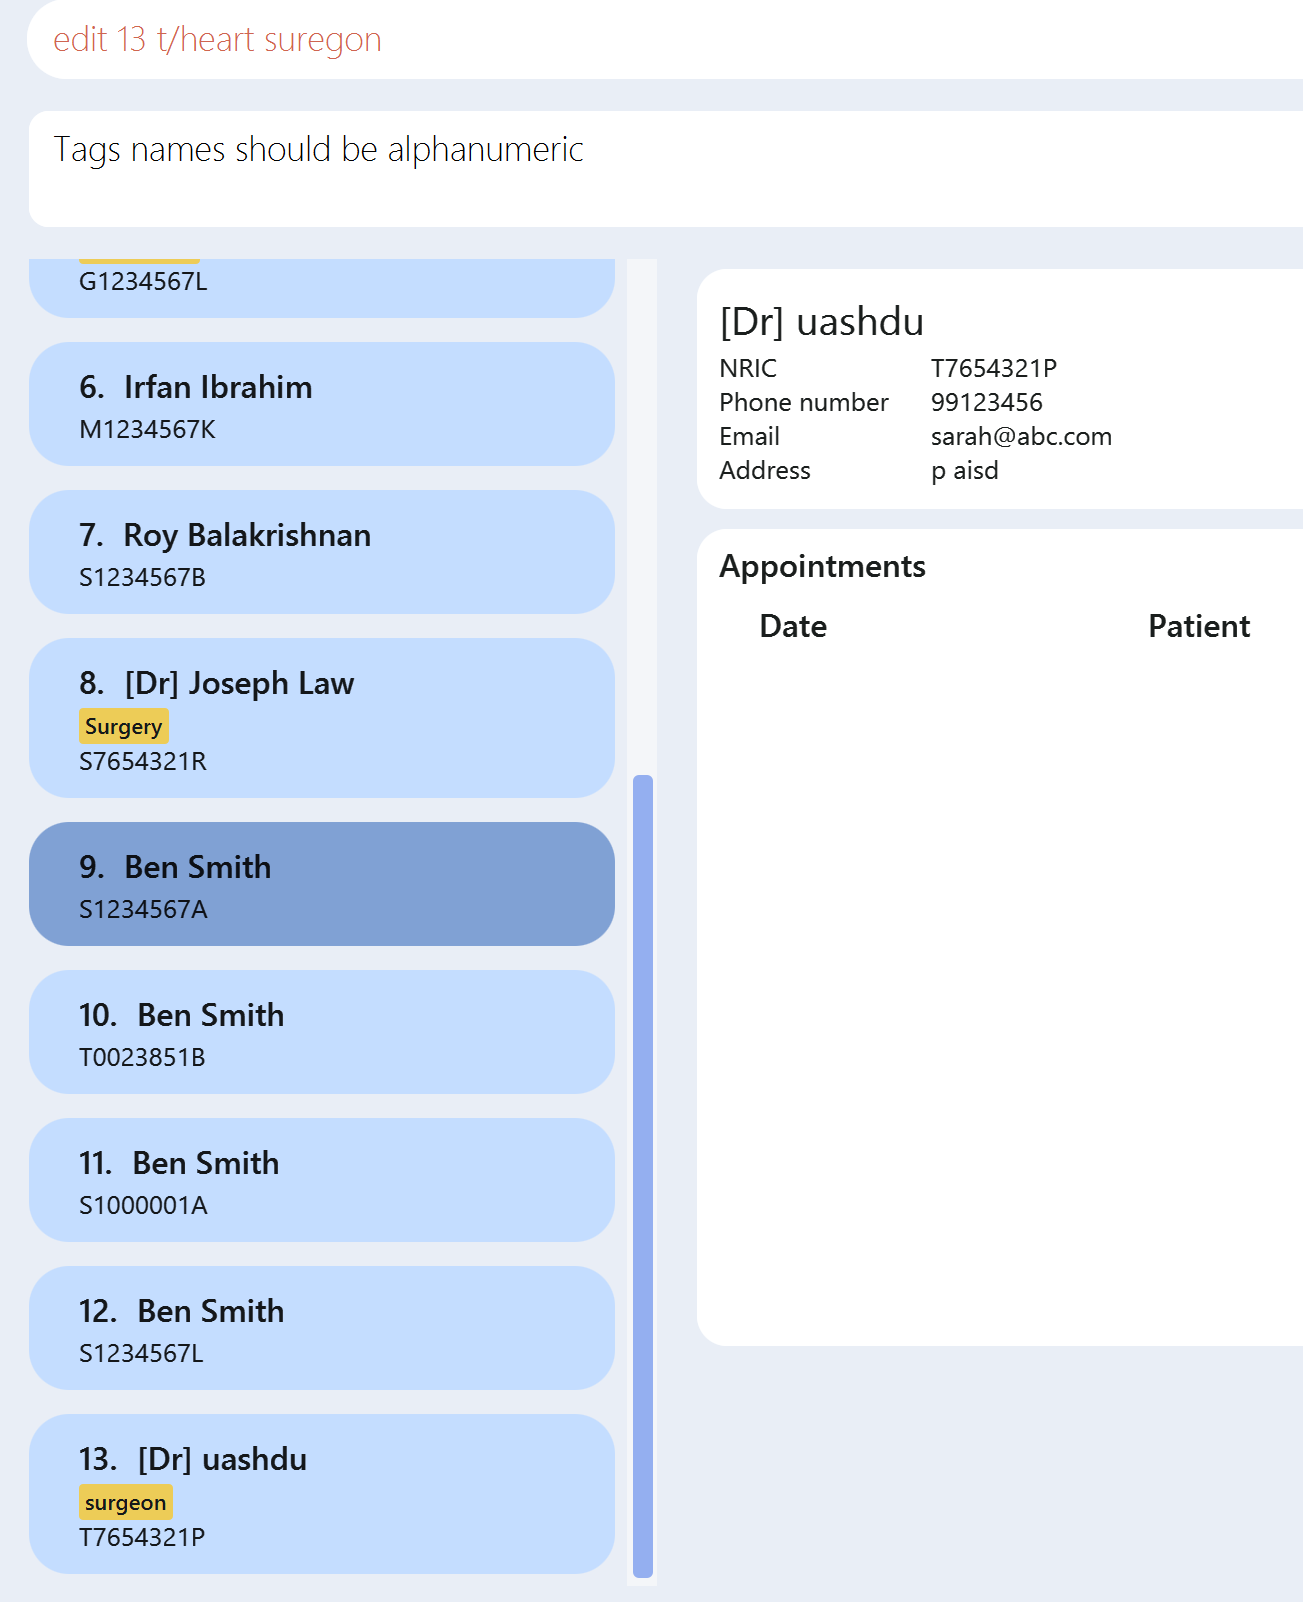 edit 13 t/heart suregon
Tags names should be alphanumeric
G1234567L
6. Irfan Ibrahim
M1234567K
7. Roy Balakrishnan
S1234567B
8. [Dr] Joseph Law
Surgery
S7654321R
9. Ben Smith
S1234567A
10. Ben Smith
T0023851B
11. Ben Smith
S1000001A
12. Ben Smith
S1234567L
13. [Dr] uashdu
surgeon
T7654321P
[Dr] uashdu
NRIC T7654321P
Phone number 99123456
Email sarah@abc.com
Address p aisd
Appointments
Date Patient